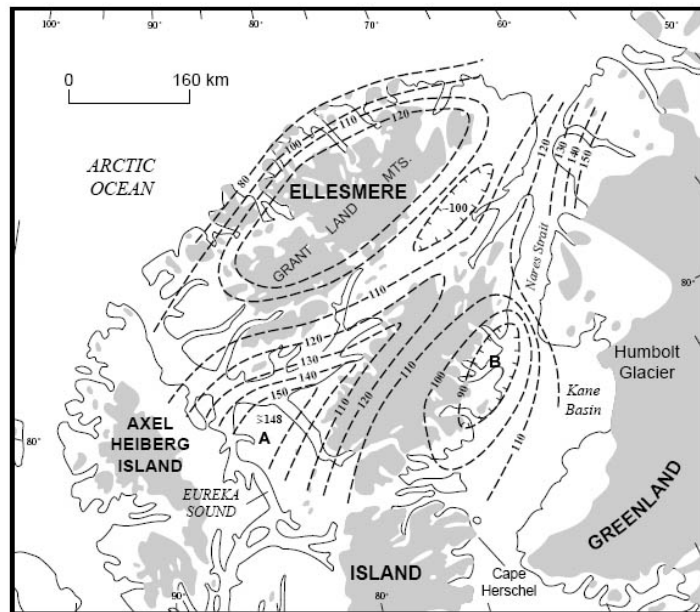 100°
90°
80°
70°
60°
50°
0
160 km
ARCTIC
OCEAN
80
100
110
120
ELLESMERE
GRANT LAND MTS.
~100
120
130
140
150
Nares Strait
80°
110
120
130
140
150
110
120
110
100
90
B
110
Humbolt
Glacier
Kane
Basin
≥148
A
AXEL
HEIBERG
ISLAND
80°
EUREKA
SOUND
GREENLAND
ISLAND
Cape
Herschel
90°
80°